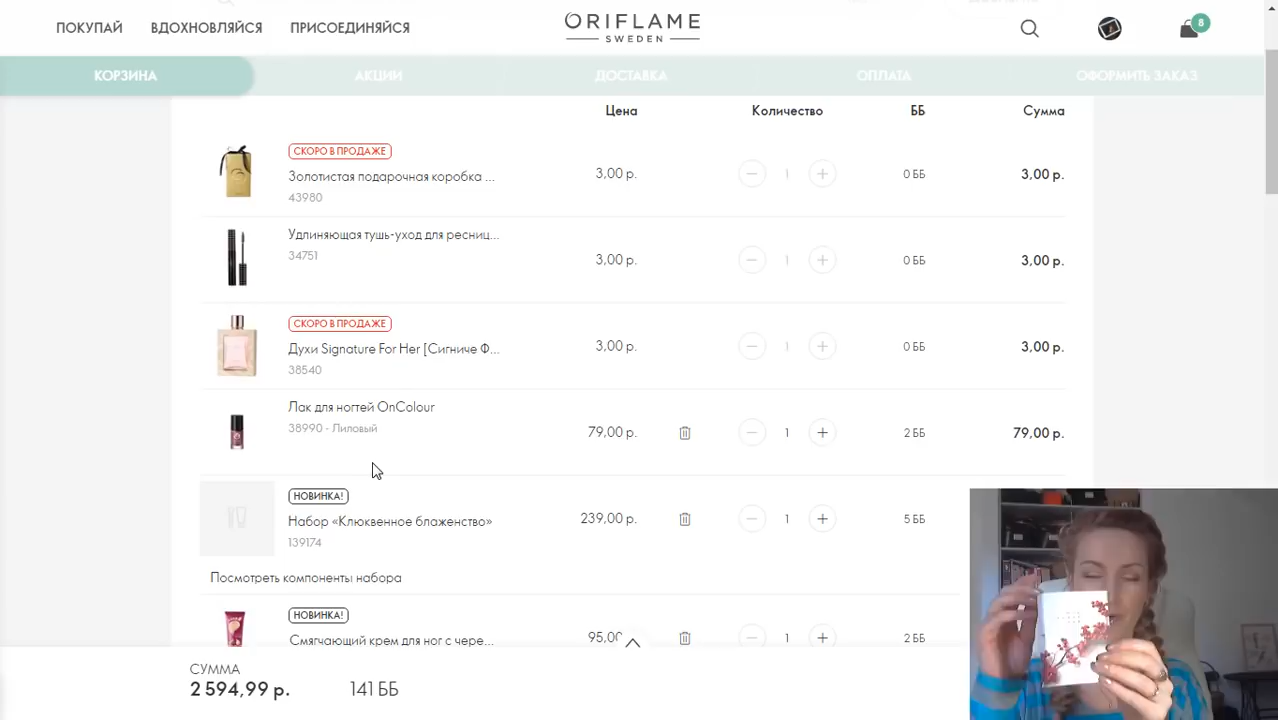 ПОКУПАЙ ВДОХНОВЛЯЙСЯ ПРИСОЕДИНЯЙСЯ
ORIFLAME
SWEDEN
8
КОРЗИНА АКЦИИ ДОСТАВКА ОПЛАТА ОФОРМИТЬ ЗАКАЗ
Цена Количество ББ Сумма
СКОРО В ПРОДАЖЕ
Золотистая подарочная коробка ... 3,00 р. 1 0 ББ 3,00 р.
43980
Удлиняющая тушь-уход для ресниц...
34751 3,00 р. 1 0 ББ 3,00 р.
СКОРО В ПРОДАЖЕ
Духи Signature For Her [Сигниче Ф... 3,00 р. 1 0 ББ 3,00 р.
38540
Лак для ногтей OnColour
38990 - Лиловый 79,00 р. 1 2 ББ 79,00 р.
НОВИНКА!
Набор «Клюквенное блаженство» 239,00 р. 1 5 ББ
139174
Посмотреть компоненты набора
НОВИНКА!
Смягчающий крем для ног с чере... 95,00 1 2 ББ
СУММА
2 594,99 р. 141 ББ